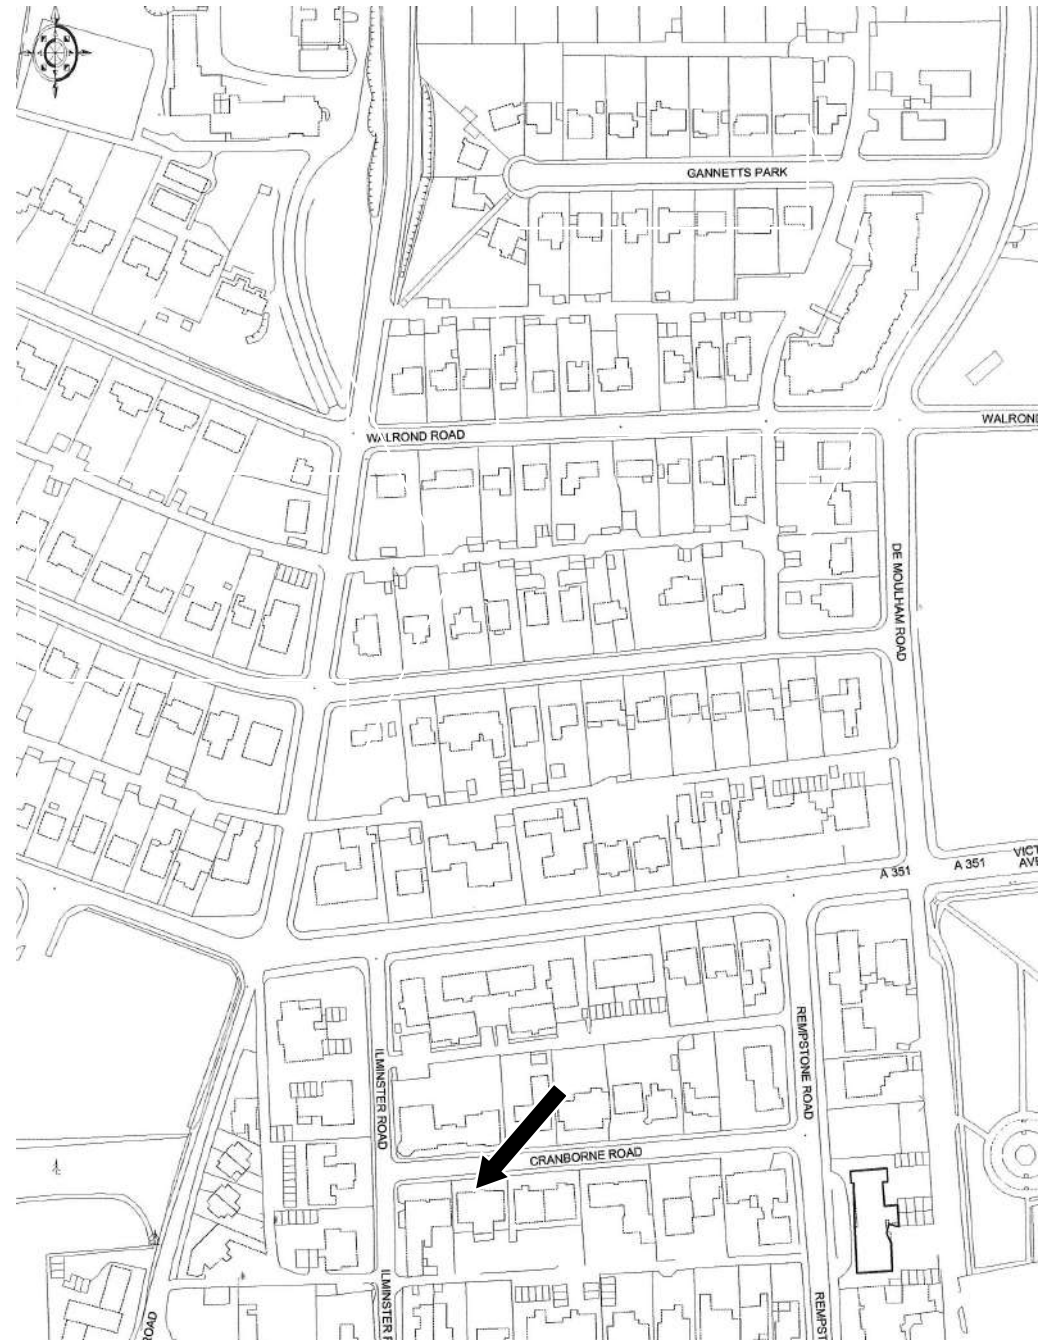 GANNETTS PARK
WALROND ROAD
WALROND
DE MOULHAM ROAD
A 351
A 351
VICT
AVE
ILMINSTER ROAD
REMPSTONE ROAD
CRANBORNE ROAD
ILMINSTER R
REMPST
ROAD